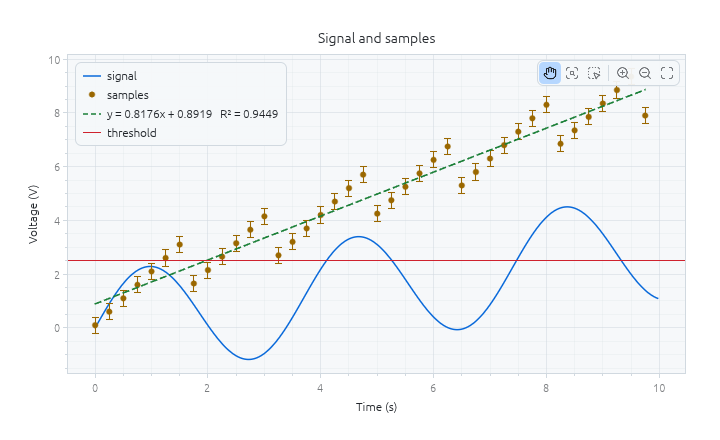 Signal and samples
signal
samples
y = 0.8176x + 0.8919 R² = 0.9449
threshold
Voltage (V)
10
8
6
4
2
0
0 2 4 6 8 10
Time (s)